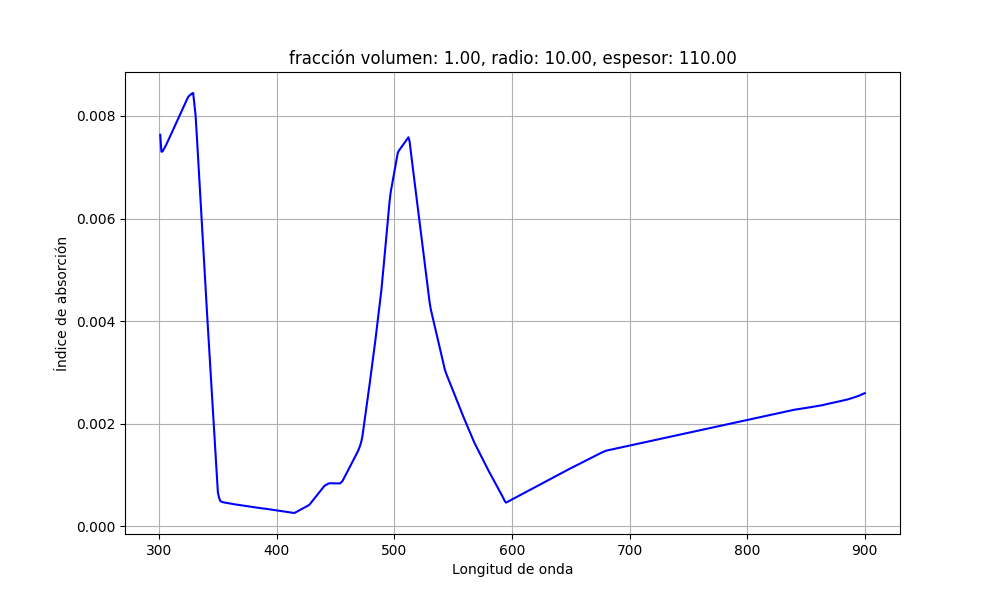 fracción volumen: 1.00, radio: 10.00, espesor: 110.00
0.008
0.006
0.004
0.002
0.000
Índice de absorción
300 400 500 600 700 800 900
Longitud de onda